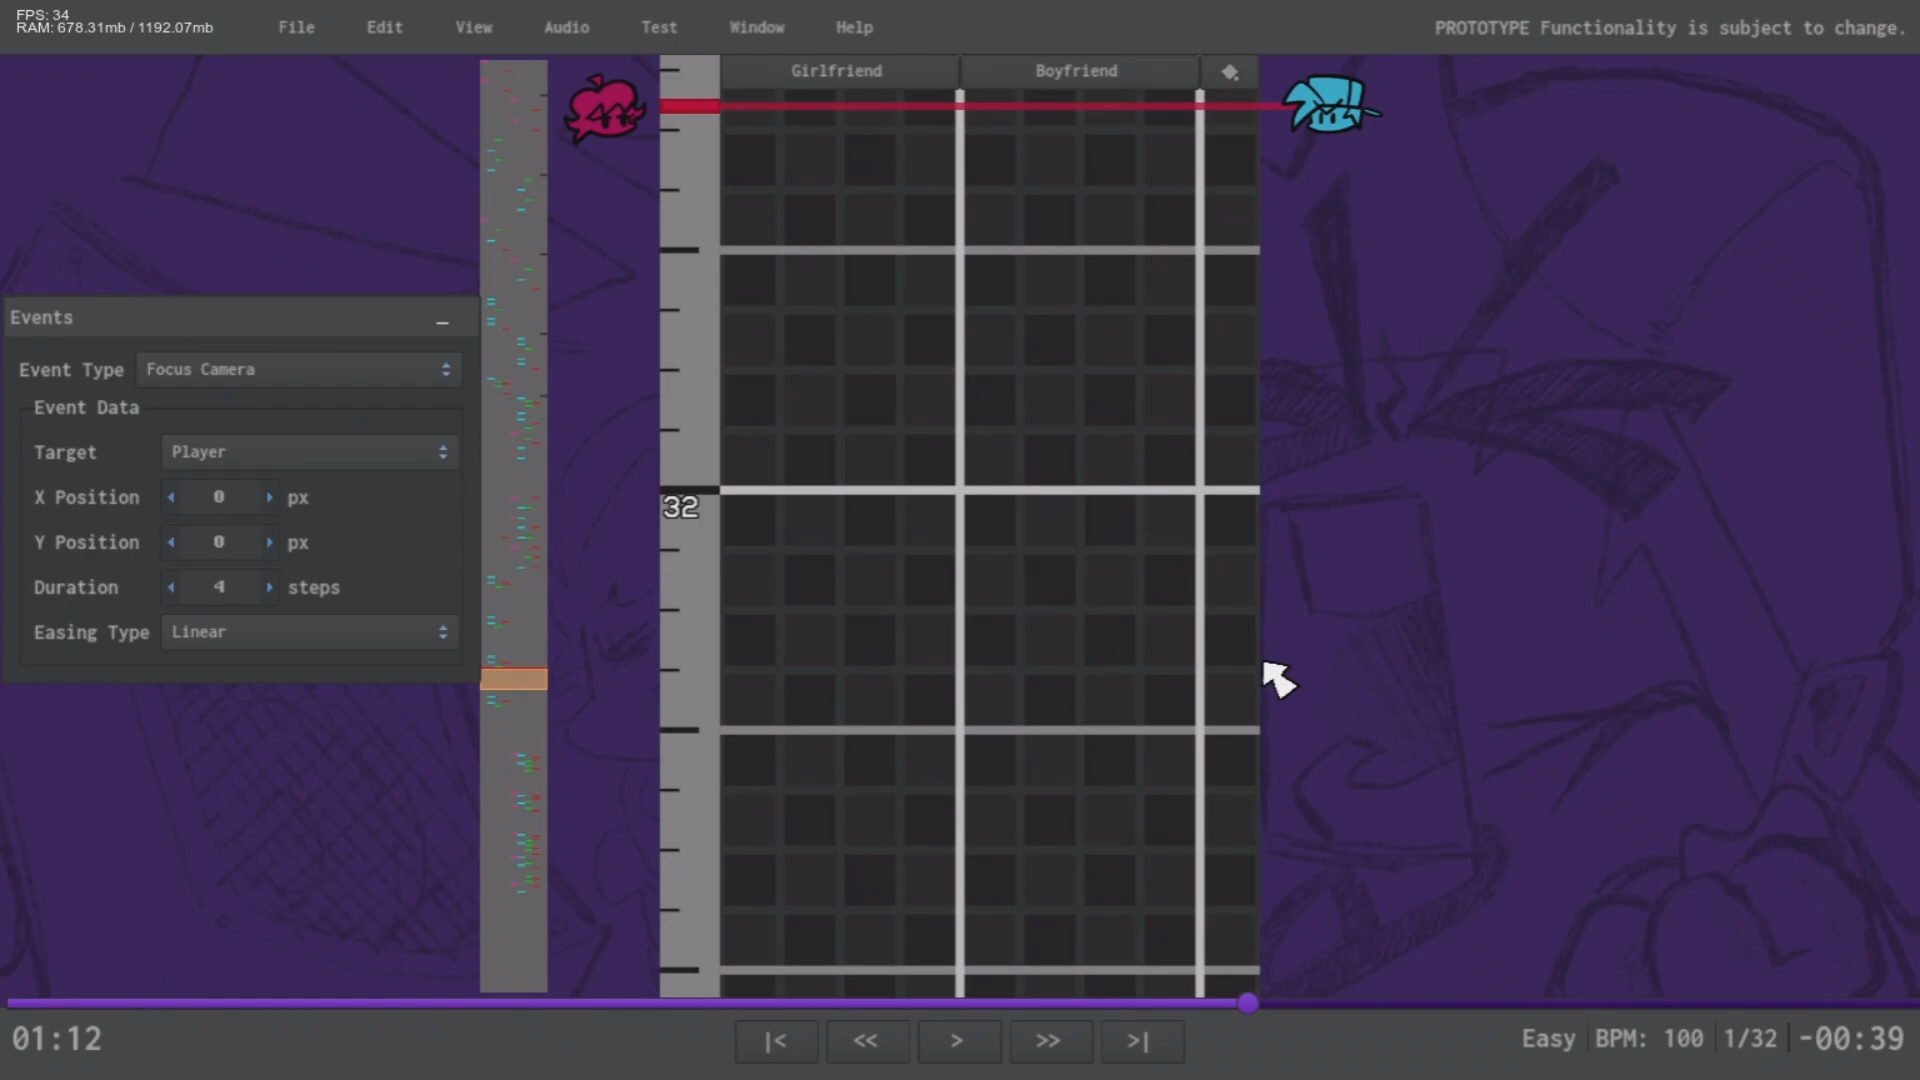 FPS: 34
RAM: 678.31mb / 1192.07mb
File Edit View Audio Test Window Help
PROTOTYPE Functionality is subject to change.
Girlfriend Boyfriend
Events
Event Type Focus Camera
Event Data
Target Player
X Position 0 px
Y Position 0 px
Duration 4 steps
Easing Type Linear
32
01:12
|< << > >> >|
Easy BPM: 100 1/32 -00:39